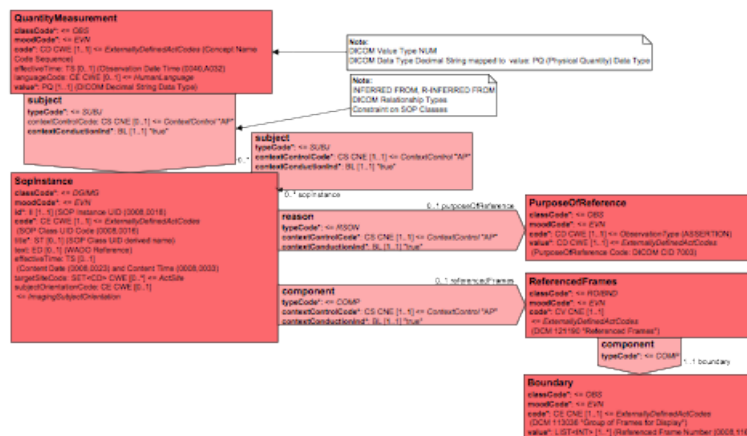 QuantityMeasurement
classCode*: <= OBS
moodCode*: <= EVN
code*: CD CWE [1..1] <= ExternallyDefinedActCodes (Concept Name
Code Sequence)
effectiveTime: TS [0..1] (Observation Date Time (0040,A032)
languageCode: CE CWE [0..1] <= HumanLanguage
value*: PQ [1..1] (DICOM Decimal String Data Type)
Note:
DICOM Value Type NUM
DICOM Data Type Decimal String mapped to value: PQ (Physical Quantity) Data Type
Note:
INFERRED FROM, R-INFERRED FROM
DICOM Relationship Types
Constraint on SOP Classes
subject
typeCode*: <= SUBJ
contextControlCode: CS CNE [0..1] <= ContextControl "AP"
contextConductionInd: BL [1..1] "true"
0..*
subject
typeCode*: <= SUBJ
contextControlCode*: CS CNE [1..1] <= ContextControl "AP"
contextConductionInd*: BL [1..1] "true"
0..* sopInstance
SopInstance
classCode*: <= DGIMG
moodCode*: <= EVN
id*: II [1..1] (SOP Instance UID (0008,0018)
code*: CE CWE [1..1] <= ExternallyDefinedActCodes
(SOP Class UID Code (0008,0016)
title*: ST [0..1] (SOP Class UID derived name)
text: ED [0..1] (WADO Reference)
effectiveTime: TS [0..1]
(Content Date (0008,0023) and Content Time (0008,0033)
targetSiteCode: SET<CD> CWE [0..*] <= ActSite
subjectOrientationCode: CE CWE [0..1]
<= ImagingSubjectOrientation
0..* purposeOfReference
reason
typeCode*: <= RSON
contextControlCode*: CS CNE [1..1] <= ContextControl "AP"
contextConductionInd*: BL [1..1] "true"
PurposeOfReference
classCode*: <= OBS
moodCode*: <= EVN
code*: CD CWE [1..1] <= ObservationType (ASSERTION)
value*: CD CWE [1..1] <= ExternallyDefinedActCodes
(PurposeOfReference Code: DICOM CID 7003)
0..1 referencedFrames
component
typeCode*: <= COMP
contextControlCode*: CS CNE [1..1] <= ContextControl "AP"
contextConductionInd*: BL [1..1] "true"
ReferencedFrames
classCode*: <= ROIBND
moodCode*: <= EVN
code*: CV CNE [1..1]
<= ExternallyDefinedActCodes
(DCM 121190 "Referenced Frames")
component
typeCode*: <= COMP
1..1 boundary
Boundary
classCode*: <= OBS
moodCode*: <= EVN
code*: CE CNE [1..1] <= ExternallyDefinedActCodes
(DCM 113036 "Group of Frames for Display")
value*: LIST<INT> [1..*] (Referenced Frame Number